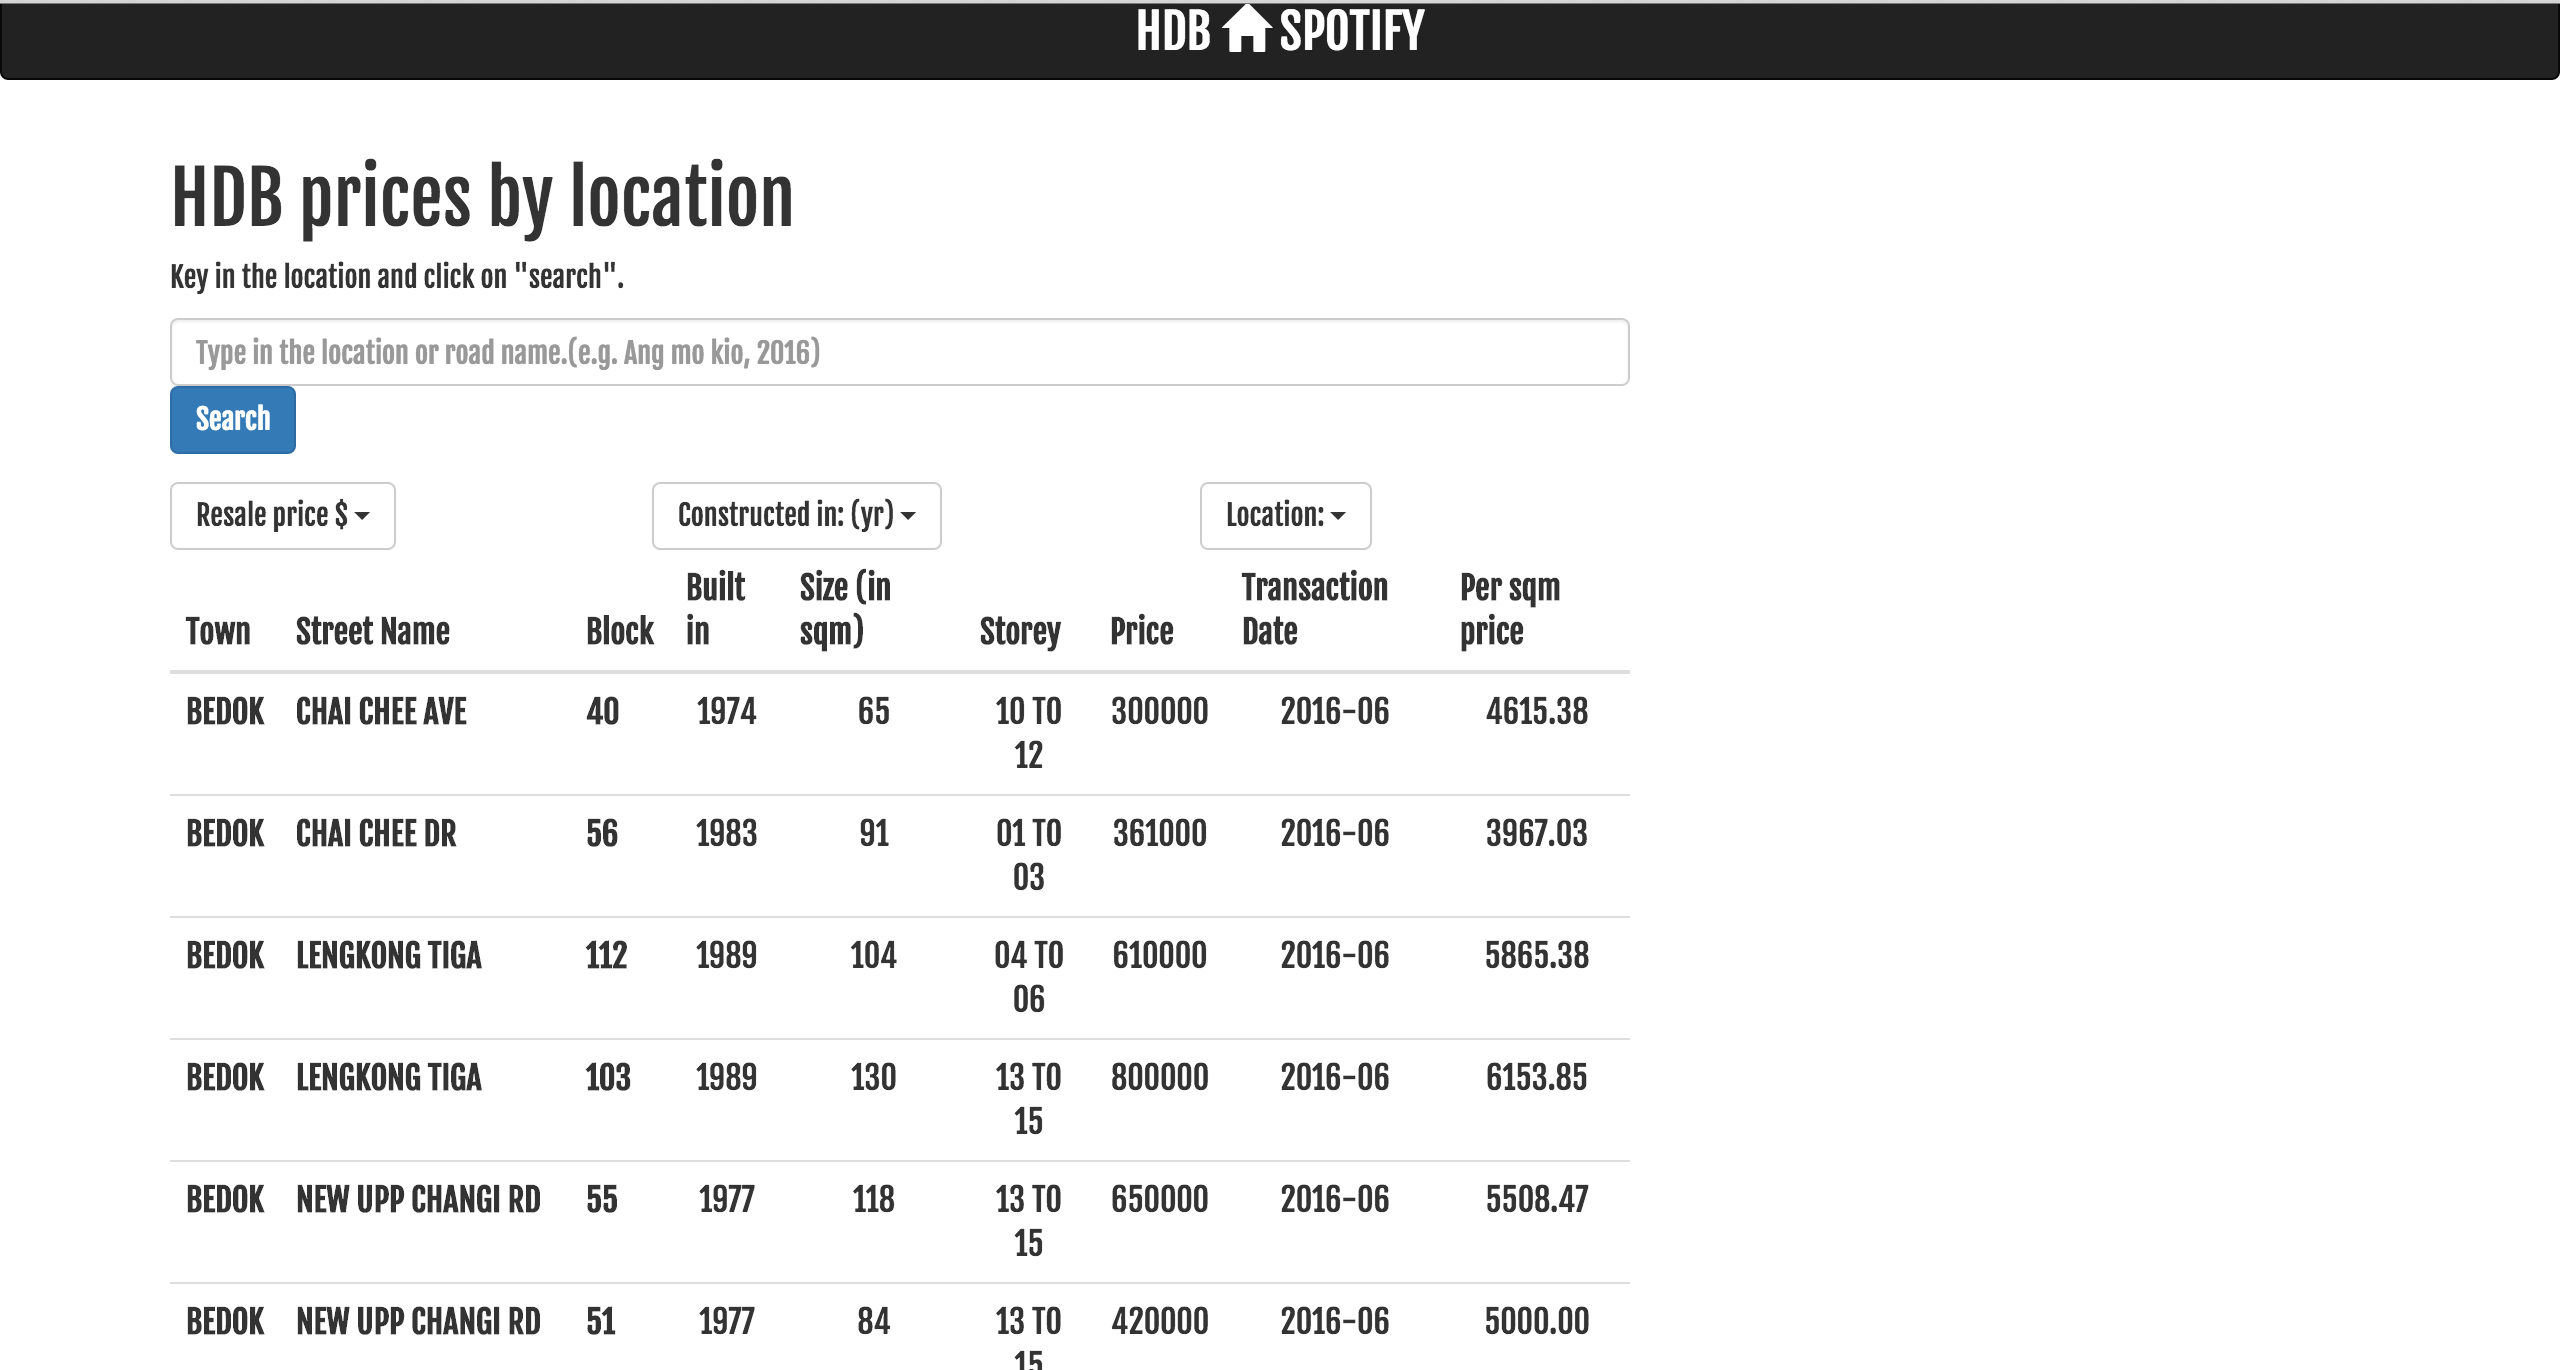 HDB SPOTIFY
HDB prices by location
Key in the location and click on "search".
Type in the location or road name.(e.g. Ang mo kio, 2016)
Search
Resale price $ Constructed in: (yr) Location:
Town Street Name Block Built in Size (in sqm) Storey Price Transaction Date Per sqm price
BEDOK CHAI CHEE AVE 40 1974 65 10 TO 12 300000 2016-06 4615.38
BEDOK CHAI CHEE DR 56 1983 91 01 TO 03 361000 2016-06 3967.03
BEDOK LENGKONG TIGA 112 1989 104 04 TO 06 610000 2016-06 5865.38
BEDOK LENGKONG TIGA 103 1989 130 13 TO 15 800000 2016-06 6153.85
BEDOK NEW UPP CHANGI RD 55 1977 118 13 TO 15 650000 2016-06 5508.47
BEDOK NEW UPP CHANGI RD 51 1977 84 13 TO 15 420000 2016-06 5000.00